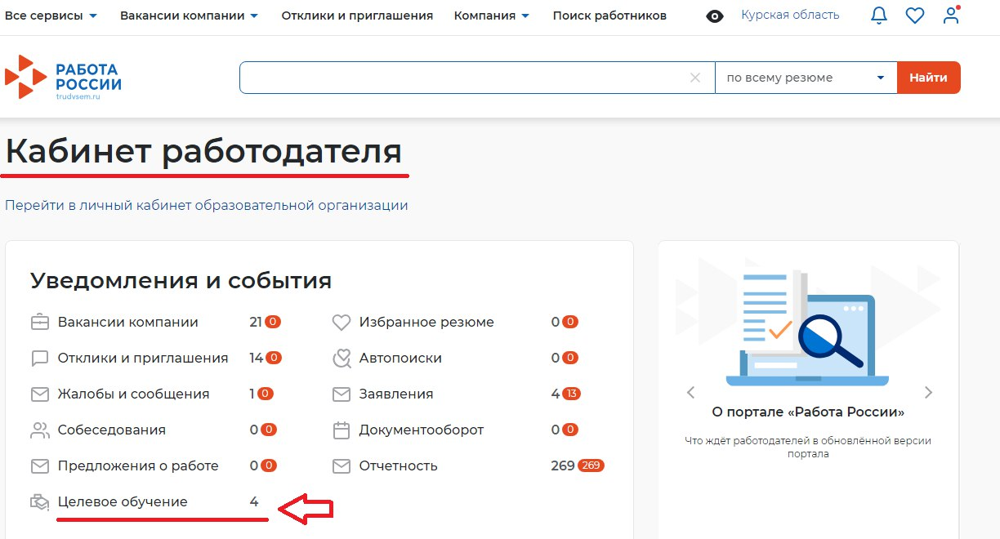 Все сервисы Вакансии компании Отклики и приглашения Компания Поиск работников Курская область
РАБОТА
РОССИИ
trudvsem.ru
по всему резюме Найти
Кабинет работодателя
Перейти в личный кабинет образовательной организации
Уведомления и события
Вакансии компании 21 0 Избранное резюме 0 0
Отклики и приглашения 14 0 Автопоиски 0 0
Жалобы и сообщения 1 0 Заявления 4 13
Собеседования 0 0 Документооборот 0 0
Предложения о работе 0 0 Отчетность 269 269
Целевое обучение 4
О портале «Работа России»
Что ждёт работодателей в обновлённой версии
портала